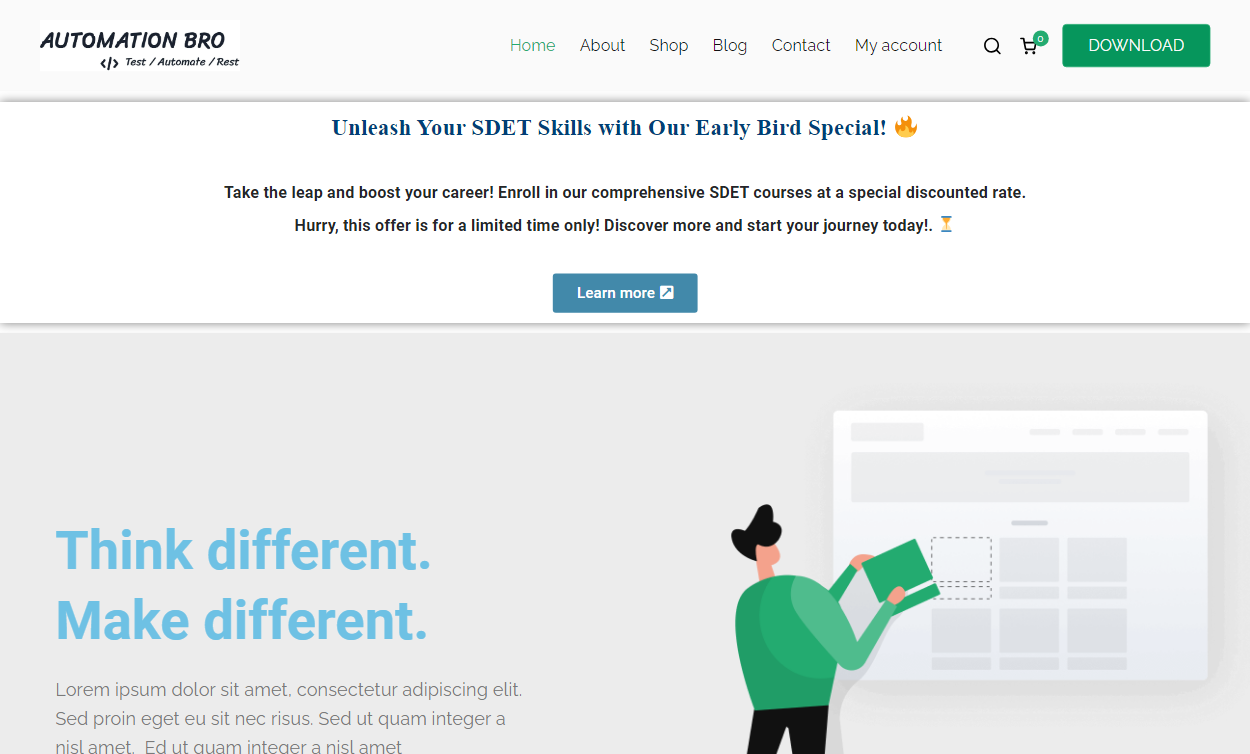 AUTOMATION BRO
</> Test / Automate / Rest
Home About Shop Blog Contact My account 0 DOWNLOAD
Unleash Your SDET Skills with Our Early Bird Special! 🔥
Take the leap and boost your career! Enroll in our comprehensive SDET courses at a special discounted rate.
Hurry, this offer is for a limited time only! Discover more and start your journey today!. ⏳
Learn more ↗
Think different.
Make different.
Lorem ipsum dolor sit amet, consectetur adipiscing elit.
Sed proin eget eu sit nec risus. Sed ut quam integer a
nisl amet.  Ed ut quam integer a nisl amet